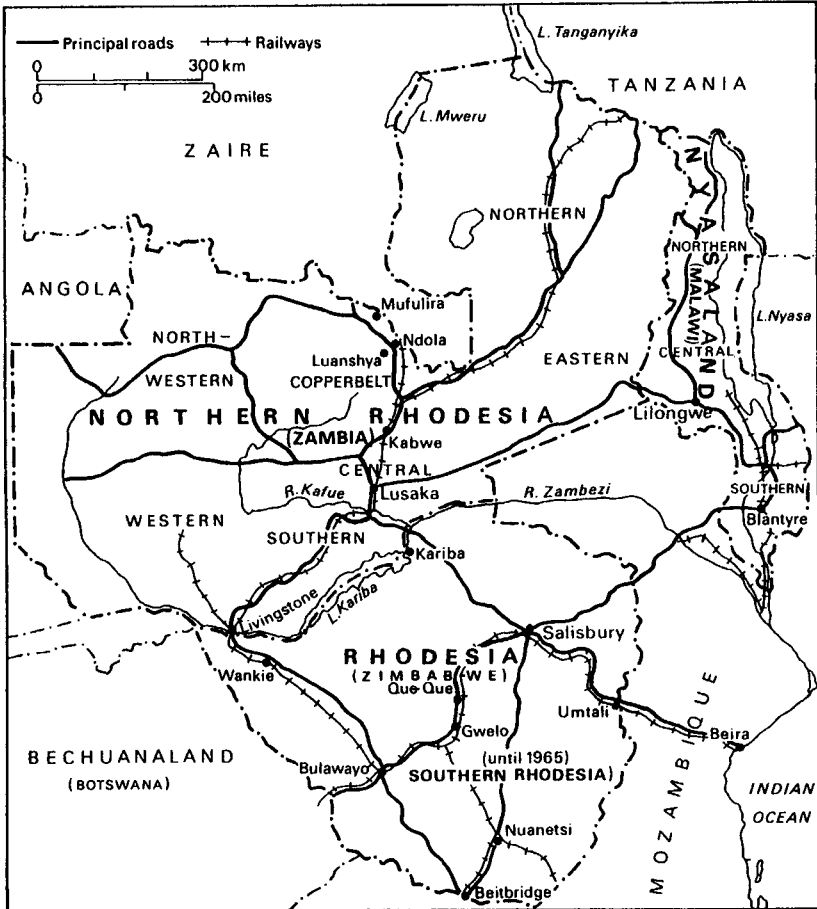 Principal roads
Railways
0 300 km
0 200 miles
L. Tanganyika
TANZANIA
L. Mweru
ZAIRE
NORTHERN
NYASALAND
NORTHERN
(MALAWI)
ANGOLA
L. Nyasa
Mufulira
NORTH-
WESTERN
Ndola
Luanshya
COPPERBELT
EASTERN
CENTRAL
NORTHERN RHODESIA
(ZAMBIA)
Lilongwe
Kabwe
CENTRAL
Lusaka
R. Kafue
R. Zambezi
SOUTHERN
WESTERN
Blantyre
SOUTHERN
Kariba
L. Kariba
Livingstone
Salisbury
RHODESIA
(ZIMBABWE)
Wankie
Que-Que
Umtali
Gwelo
Beira
BECHUANALAND
(BOTSWANA)
(until 1965)
Bulawayo
SOUTHERN RHODESIA)
MOZAMBIQUE
INDIAN
OCEAN
Nuanetsi
Beitbridge